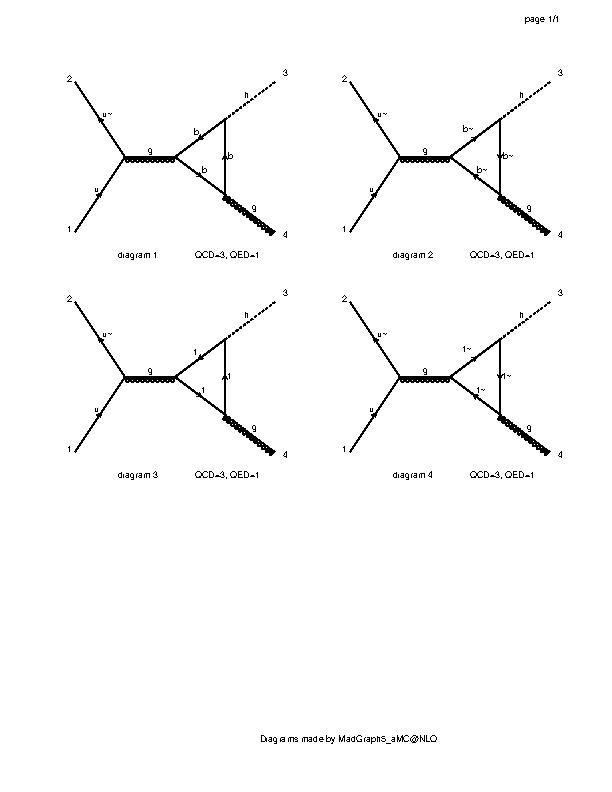 page 1/1
2 3 2 3
h h
u~ b u~ b~
g b g b~
u b u b~
g g
1 4 1 4
diagram 1 QCD=3, QED=1 diagram 2 QCD=3, QED=1
2 3 2 3
h h
u~ t u~ t~
g t g t~
u t u t~
g g
1 4 1 4
diagram 3 QCD=3, QED=1 diagram 4 QCD=3, QED=1
Diagrams made by MadGraph5_aMC@NLO